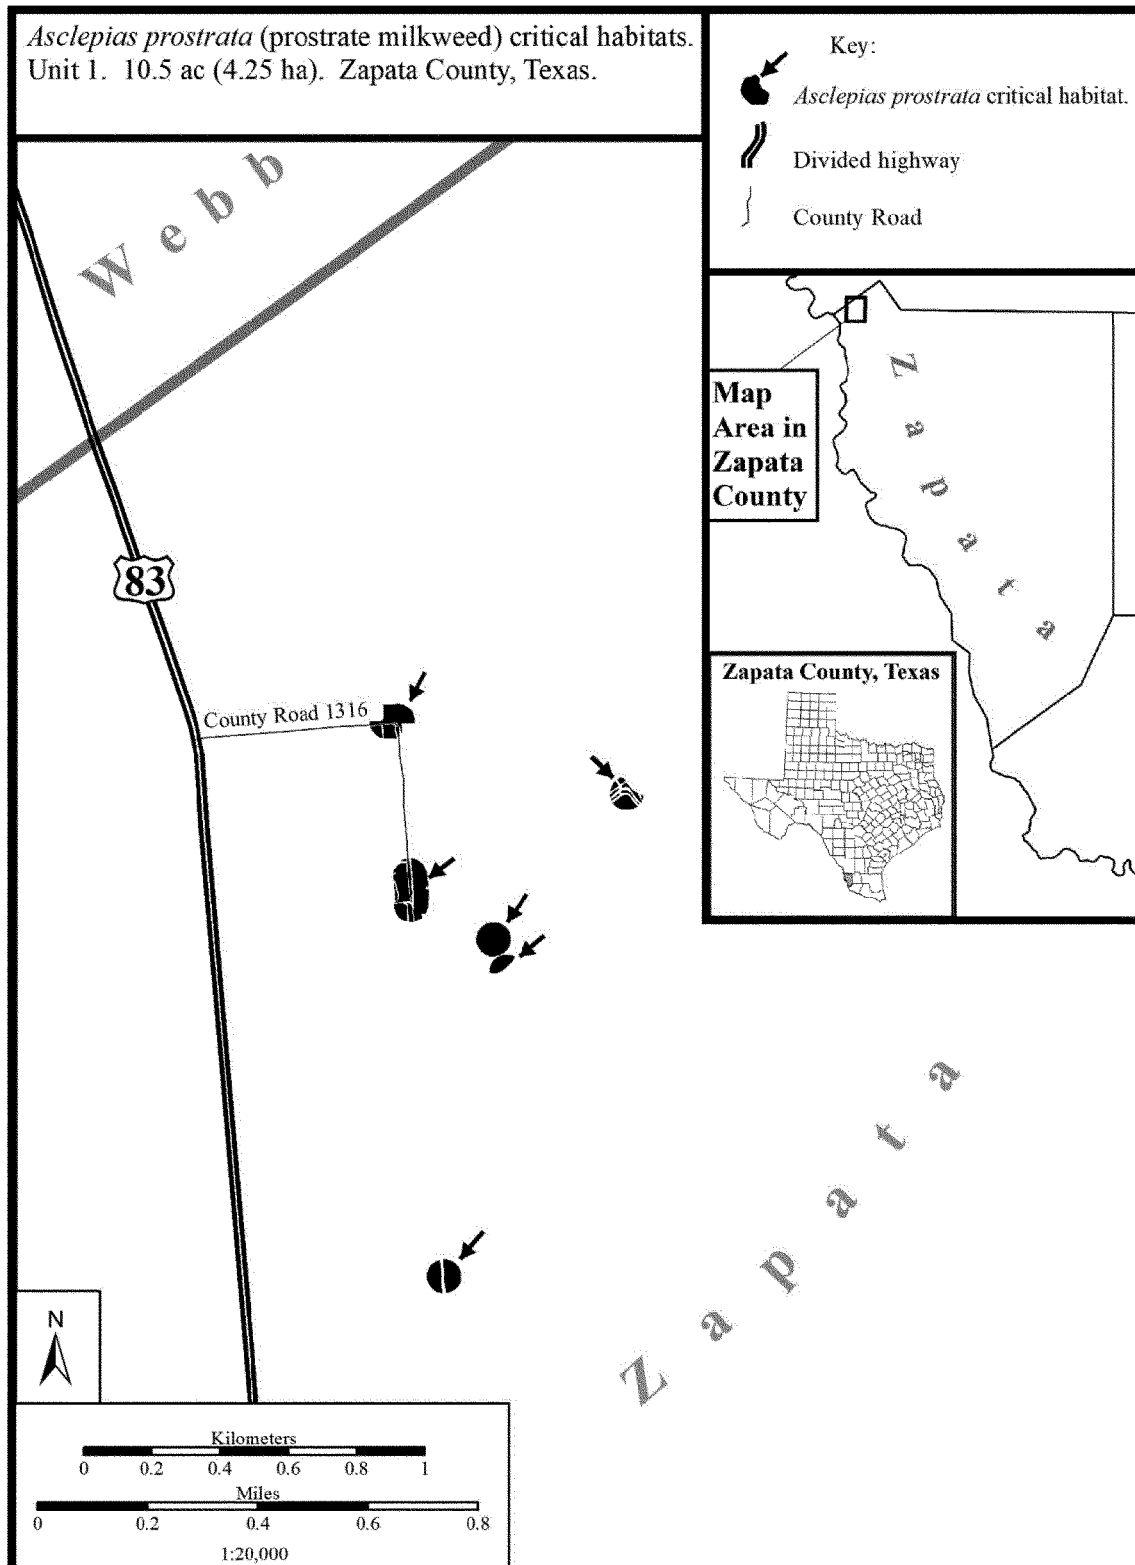 Asclepias prostrata (prostrate milkweed) critical habitats.
Unit 1. 10.5 ac (4.25 ha). Zapata County, Texas.
Key:
Asclepias prostrata critical habitat.
Divided highway
County Road
Webb
Zapata
Map
Area in
Zapata
County
83
Zapata County, Texas
County Road 1316
Zapata
N
Kilometers
0 0.2 0.4 0.6 0.8 1
Miles
0 0.2 0.4 0.6 0.8
1:20,000